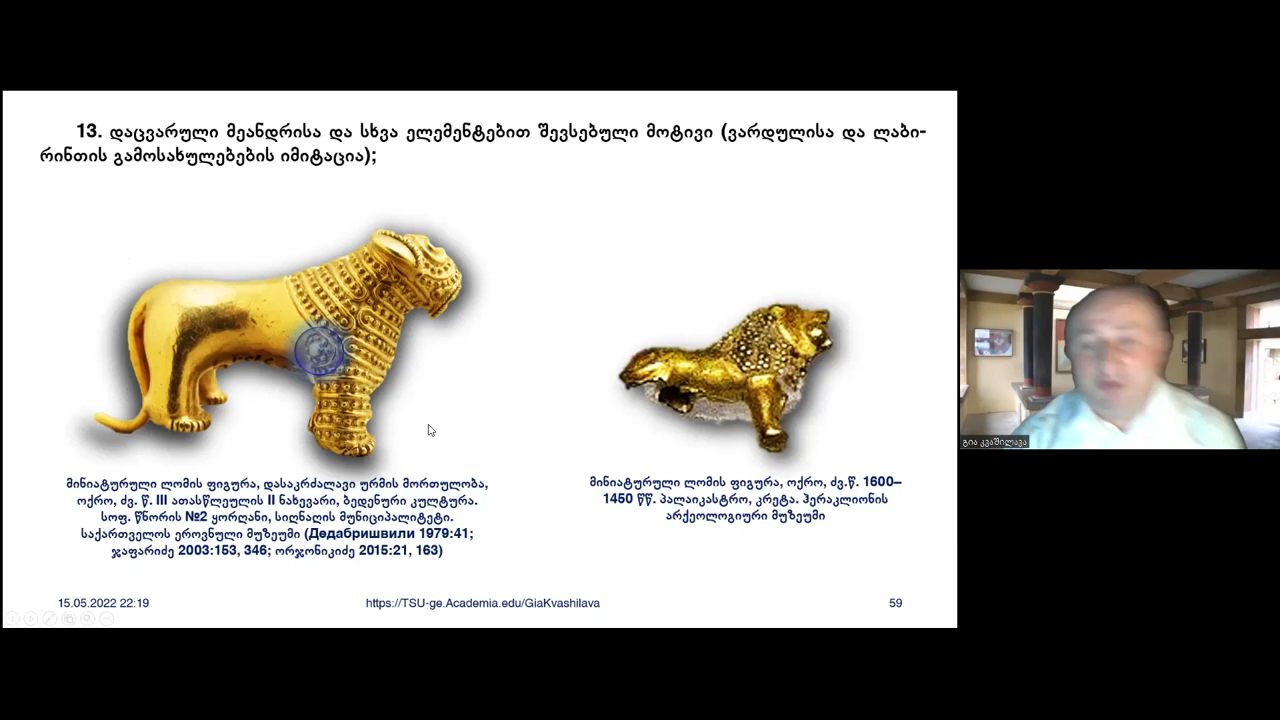 13. დაცვარული მეანდრისა და სხვა ელემენტებით შევსებული მოტივი (ვარდულისა და ლაბი-
რინთის გამოსახულებების იმიტაცია);
მინიატურული ლომის ფიგურა, დასაკრძალავი ურმის მორთულობა,
ოქრო, ძვ. წ. III ათასწლეულის II ნახევარი, ბედენური კულტურა.
სოფ. წნორის №2 ყორღანი, სიღნაღის მუნიციპალიტეტი.
საქართველოს ეროვნული მუზეუმი (Дедабришвили 1979:41;
ჯაფარიძე 2003:153, 346; ორჯონიკიძე 2015:21, 163)
მინიატურული ლომის ფიგურა, ოქრო, ძვ.წ. 1600–
1450 წწ. პალაიკასტრო, კრეტა. ჰერაკლიონის
არქეოლოგიური მუზეუმი
გია კვაშილავა
15.05.2022 22:19
https://TSU-ge.Academia.edu/GiaKvashilava
59